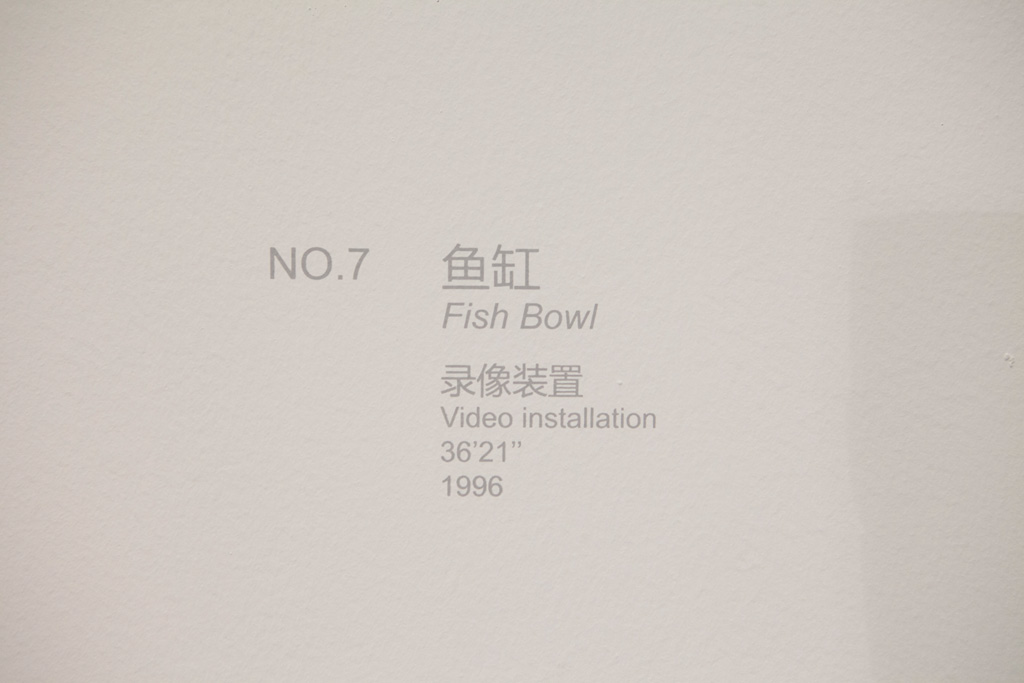 NO.7 鱼缸
Fish Bowl
录像装置
Video installation
36’21’’
1996